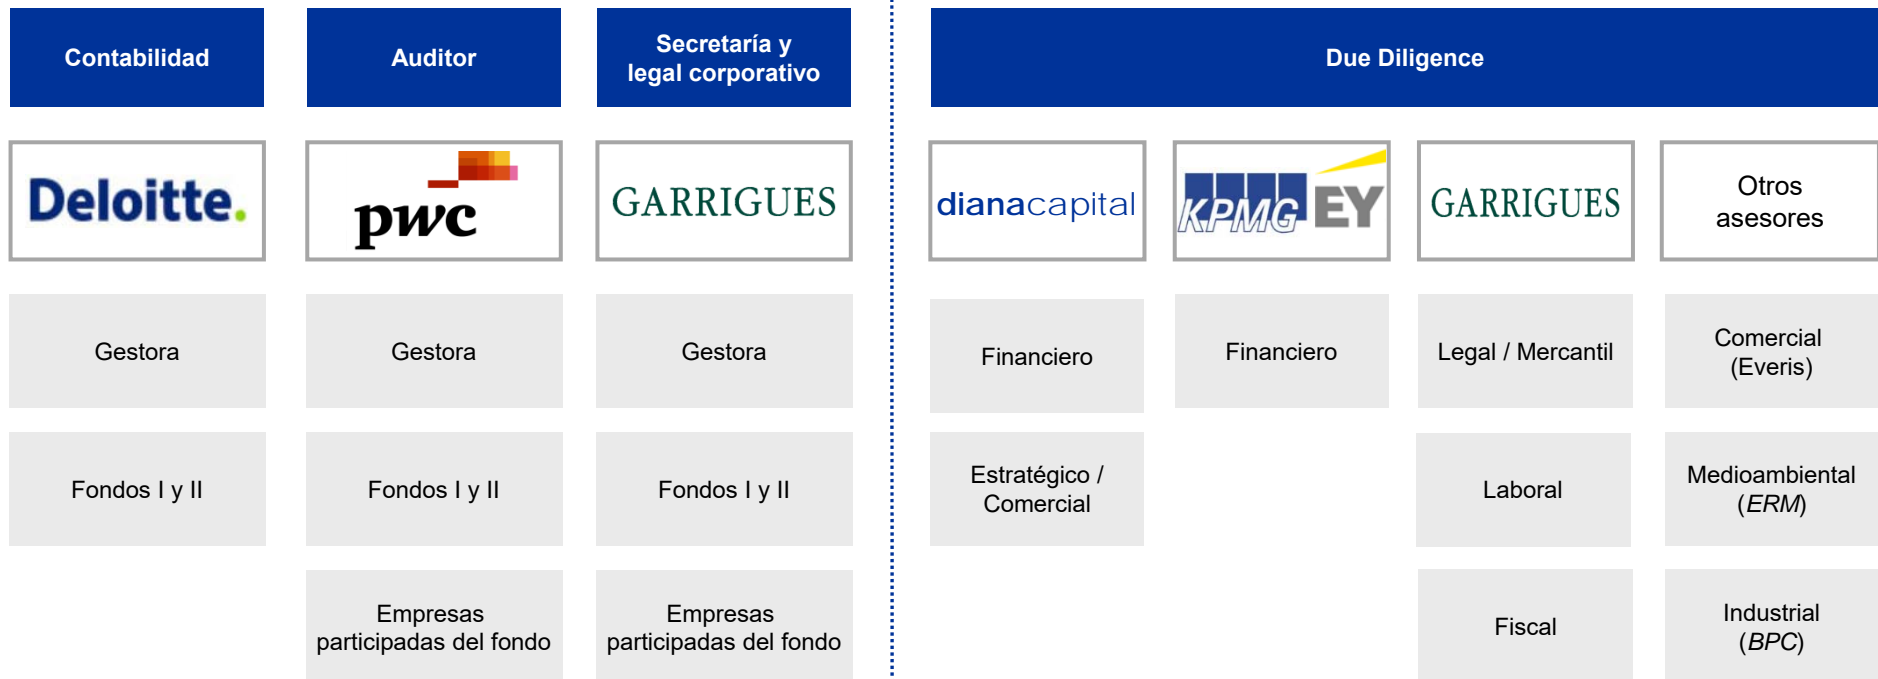 Contabilidad
Auditor
Secretaría y
legal corporativo
Due Diligence
Deloitte.
pwc
GARRIGUES
dianacapital
KPMG
EY
GARRIGUES
Otros
asesores
Gestora
Gestora
Gestora
Financiero
Financiero
Legal / Mercantil
Comercial
(Everis)
Fondos I y II
Fondos I y II
Fondos I y II
Estratégico /
Comercial
Laboral
Medioambiental
(ERM)
Empresas
participadas del fondo
Empresas
participadas del fondo
Fiscal
Industrial
(BPC)